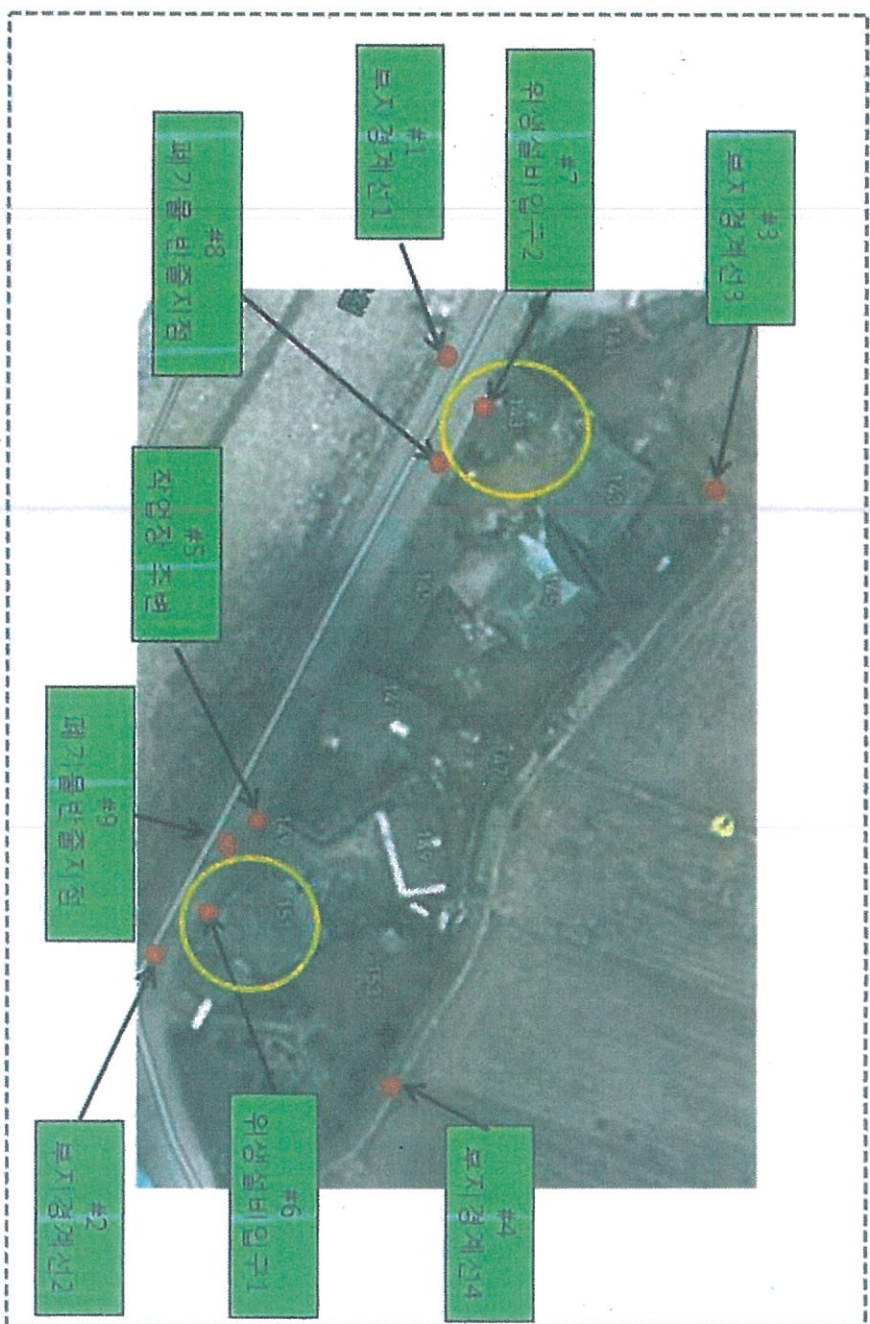 #3
부지경계선3
#7
위생설비입구2
#4
부지경계선4
#1
부지경계선1
#6
위생설비입구1
#8
폐기물 반출지점
#5
작업장 주변
#9
폐기물반출지점
#2
부지경계선2
143
151